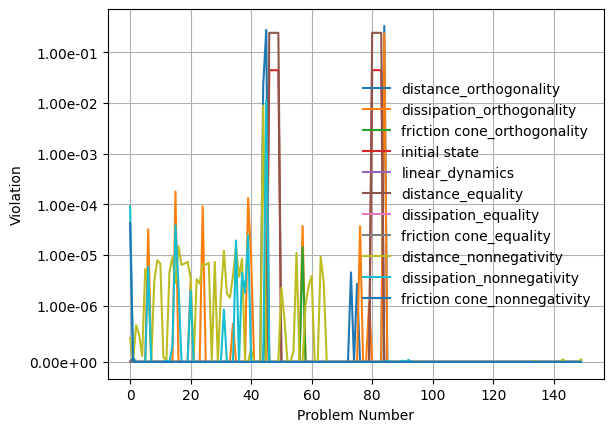 1.00e-01
1.00e-02
1.00e-03
1.00e-04
1.00e-05
1.00e-06
0.00e+00
Violation
distance_orthogonality
dissipation_orthogonality
friction cone_orthogonality
initial state
linear_dynamics
distance_equality
dissipation_equality
friction cone_equality
distance_nonnegativity
dissipation_nonnegativity
friction cone_nonnegativity
0 20 40 60 80 100 120 140
Problem Number